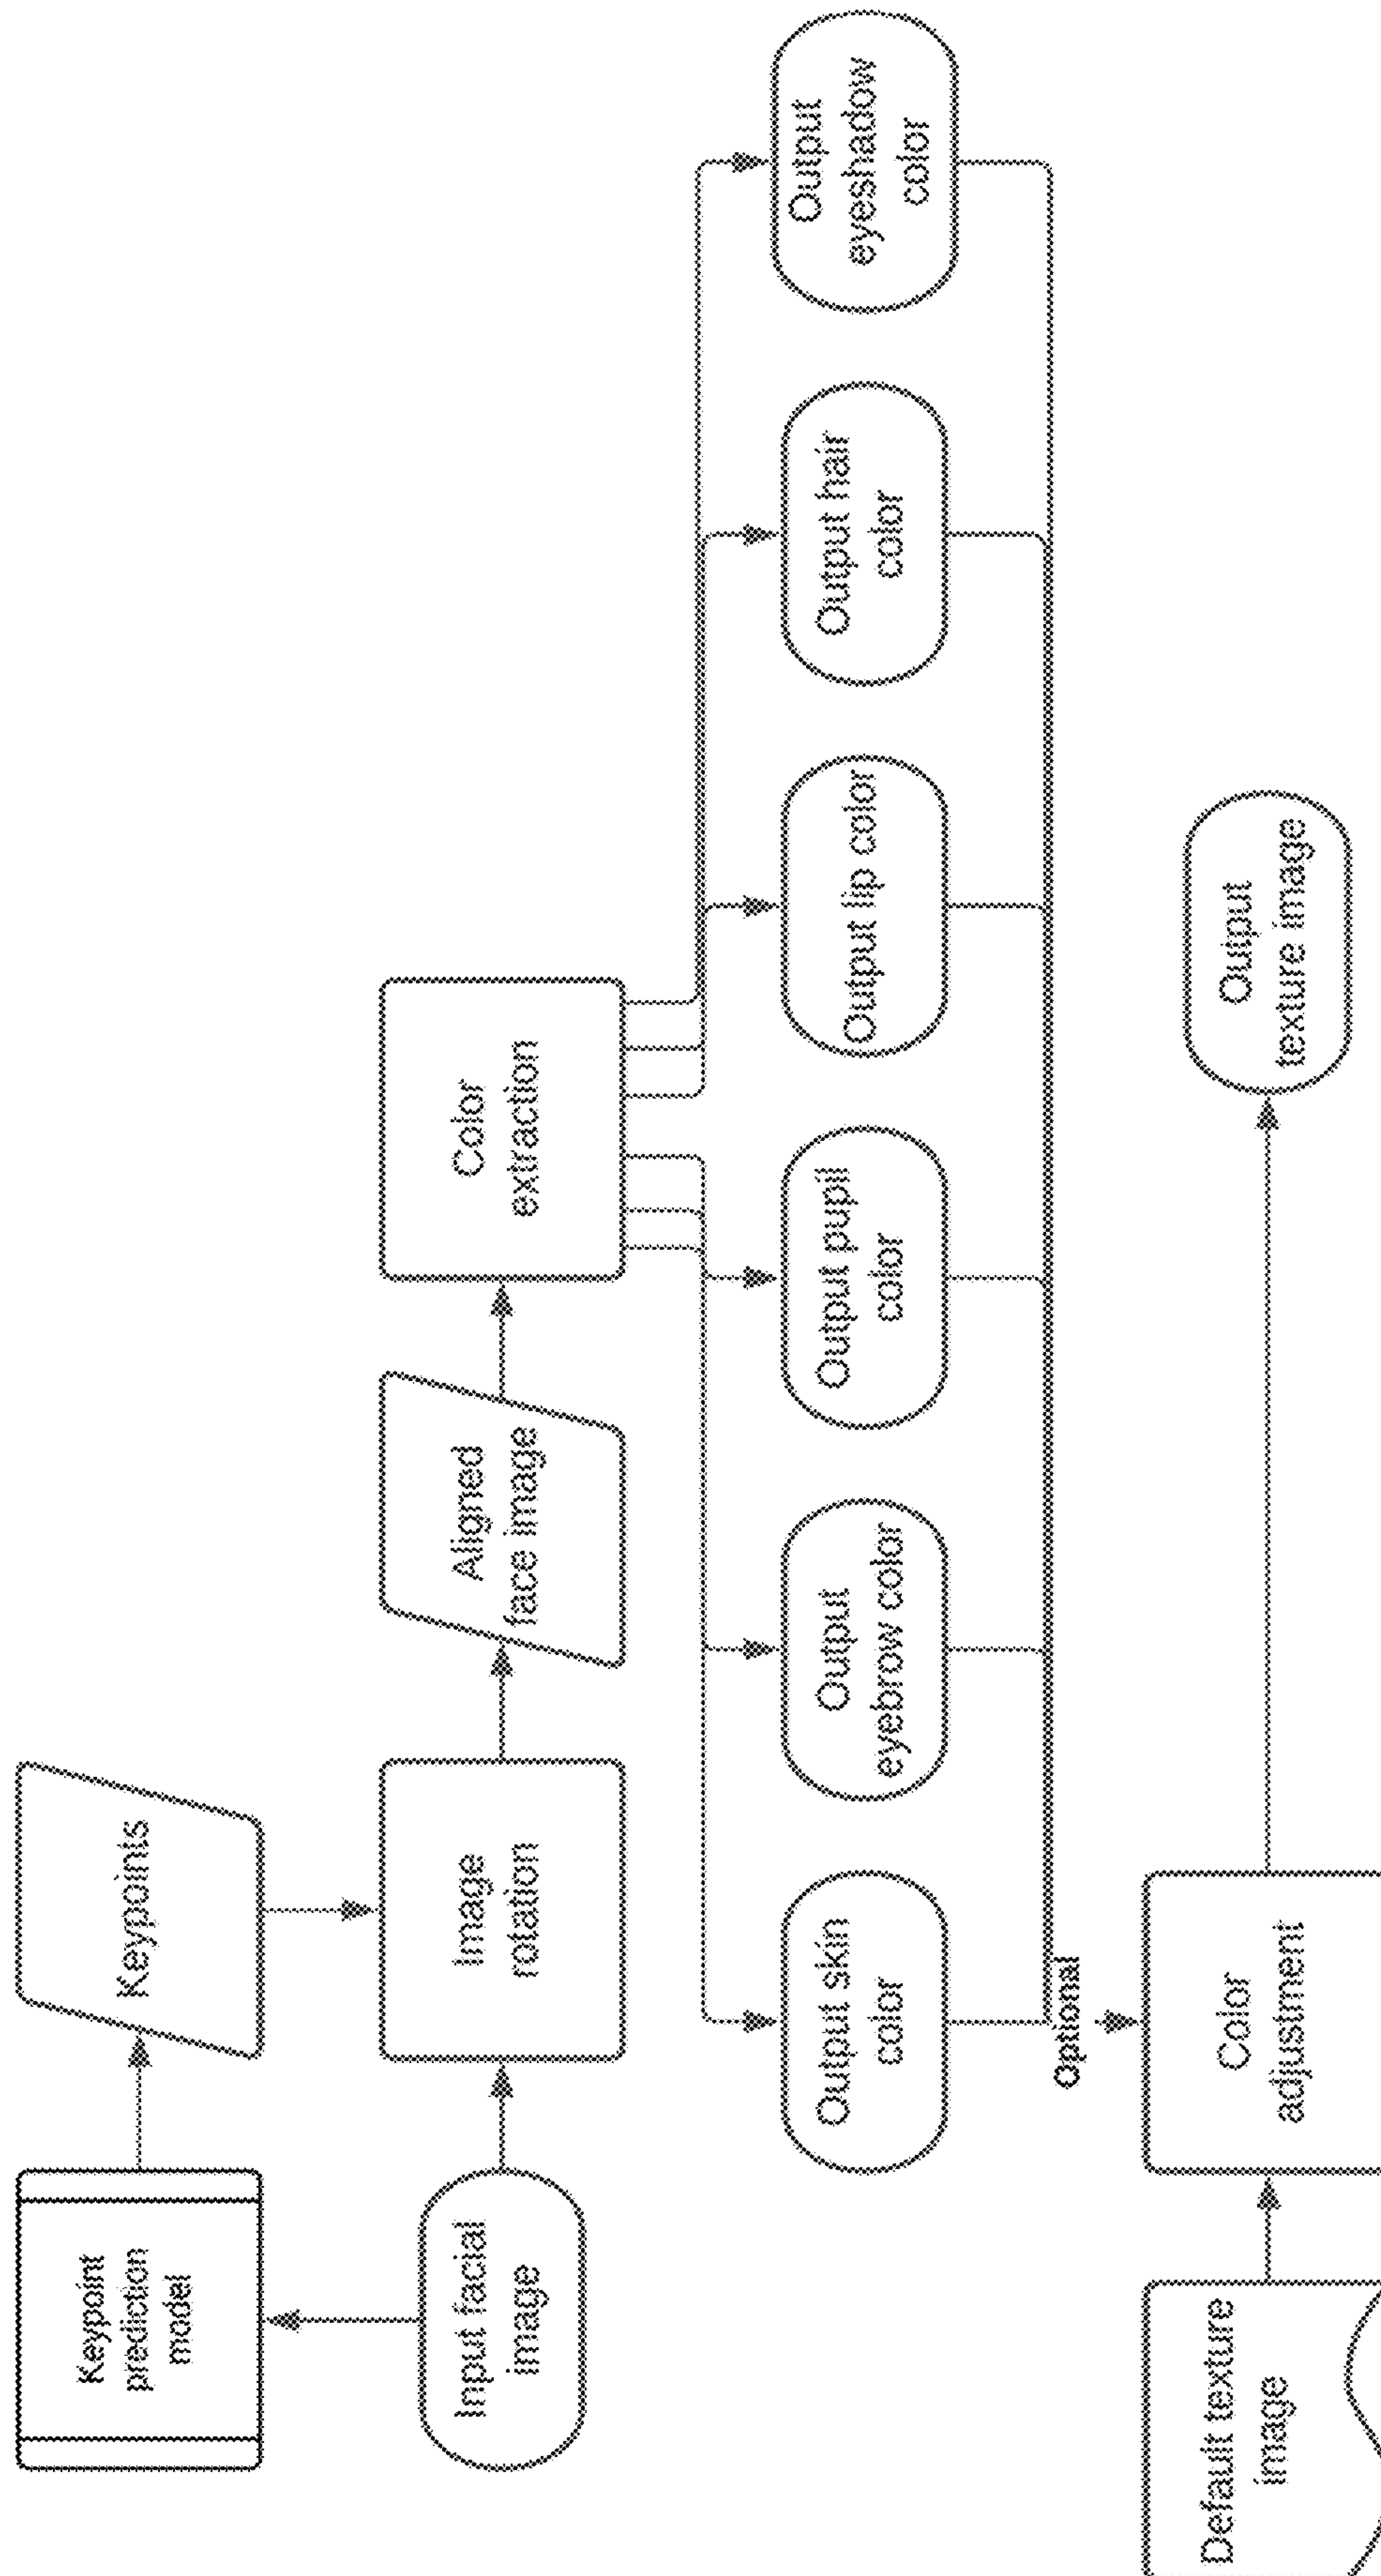 Keypoint
prediction
model
Keypoints
Input facial
image
Image
rotation
Aligned
face image
Color
extraction
Output skin
color
Output
eyebrow color
Output pupil
color
Output lip color
Output hair
color
Output
eyeshadow
color
Optional
Default texture
image
Color
adjustment
Output
texture image